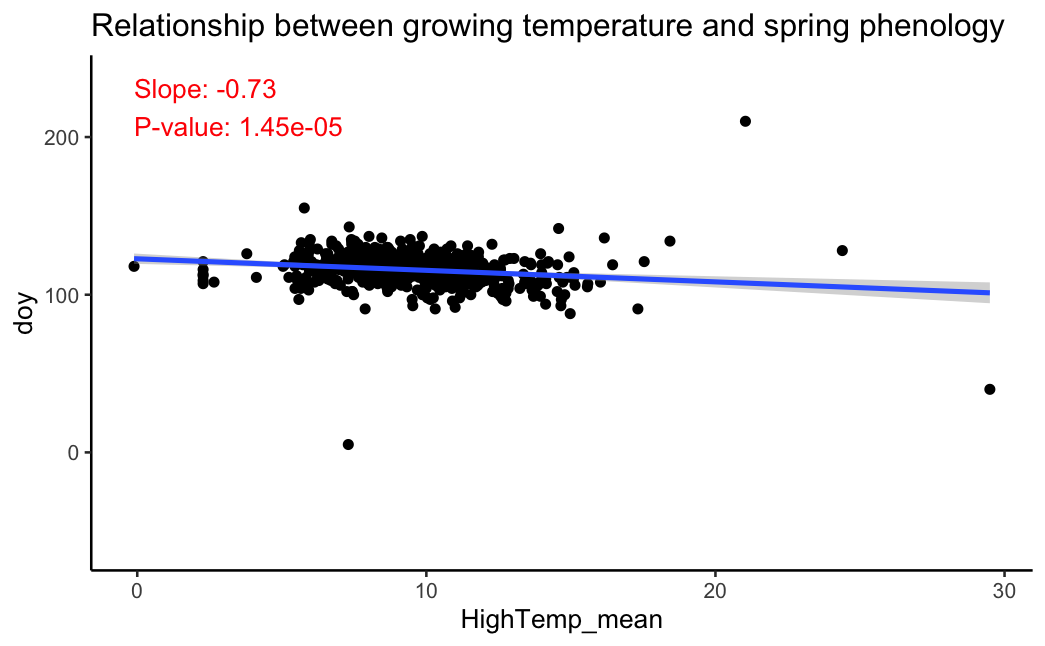 Relationship between growing temperature and spring phenology
Slope: -0.73
P-value: 1.45e-05
200
100
0
doy
0 10 20 30
HighTemp_mean